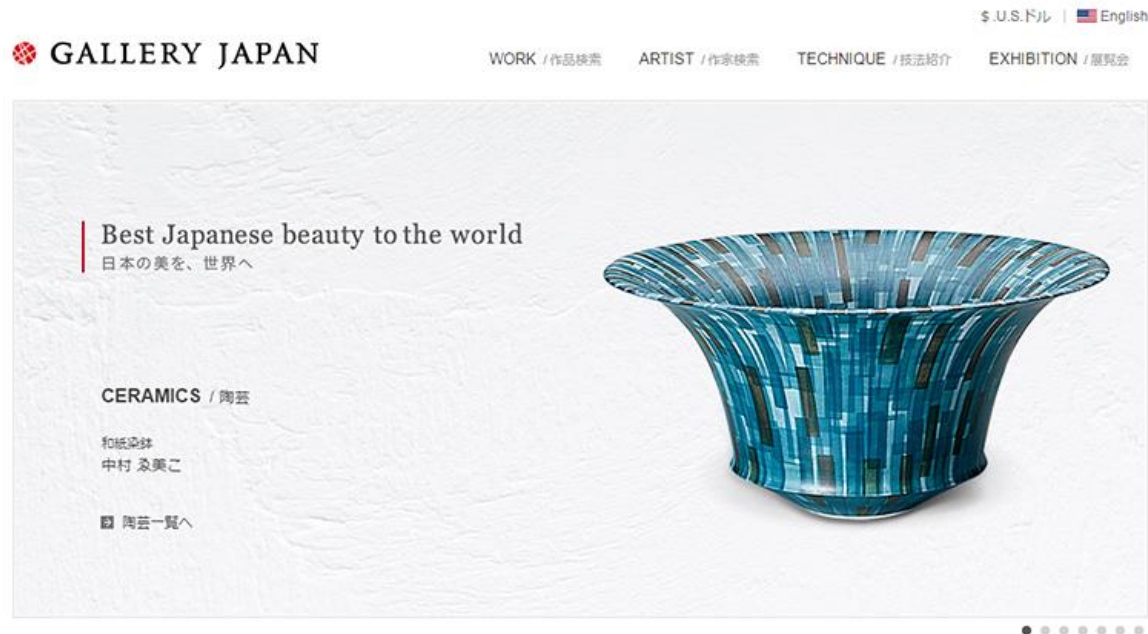 $ .U.S.ドル | English
GALLERY JAPAN
WORK / 作品検索 ARTIST / 作家検索 TECHNIQUE / 技法紹介 EXHIBITION / 展覧会
Best Japanese beauty to the world
日本の美を、世界へ
CERAMICS / 陶芸
和紙染鉢
中村 ゑ美こ
陶芸一覧へ